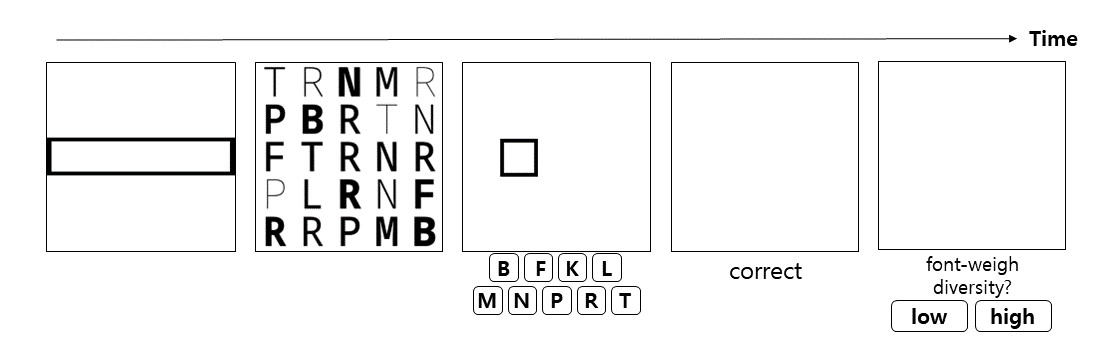 Time
T R N M R
P B R T N
F T R N R
P L R N F
R R P M B
B F K L
M N P R T
correct
font-weigh
diversity?
low high